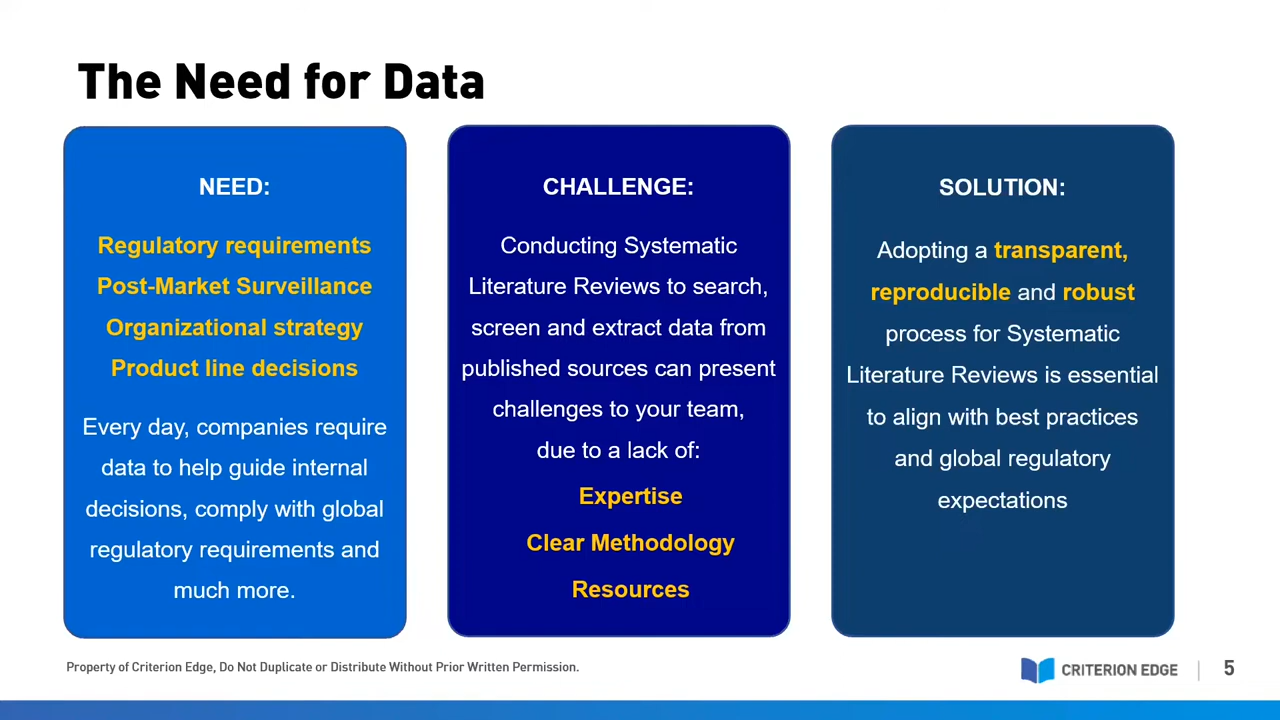 The Need for Data
NEED:
Regulatory requirements
Post-Market Surveillance
Organizational strategy
Product line decisions
Every day, companies require
data to help guide internal
decisions, comply with global
regulatory requirements and
much more.
CHALLENGE:
Conducting Systematic
Literature Reviews to search,
screen and extract data from
published sources can present
challenges to your team,
due to a lack of:
Expertise
Clear Methodology
Resources
SOLUTION:
Adopting a transparent,
reproducible and robust
process for Systematic
Literature Reviews is essential
to align with best practices
and global regulatory
expectations
Property of Criterion Edge, Do Not Duplicate or Distribute Without Prior Written Permission.
CRITERION EDGE | 5